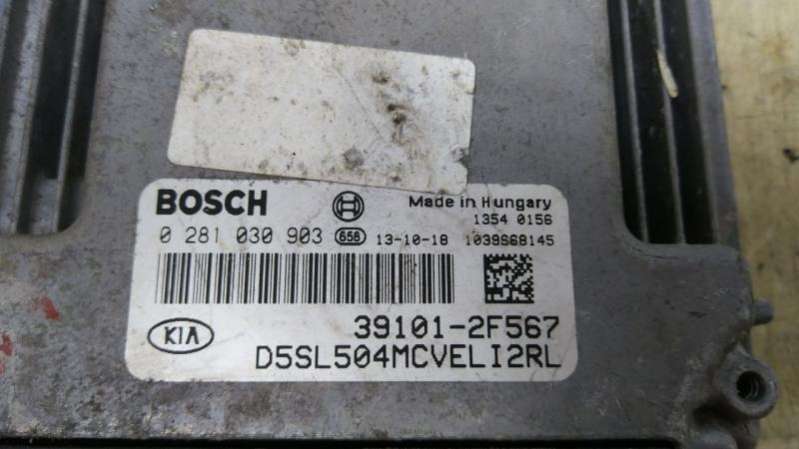 BOSCH Made in Hungary
1354 0156
0 281 030 903 656 13-10-18 1039S68145
KIA 39101-2F567
D5SL504MCVELI2RL